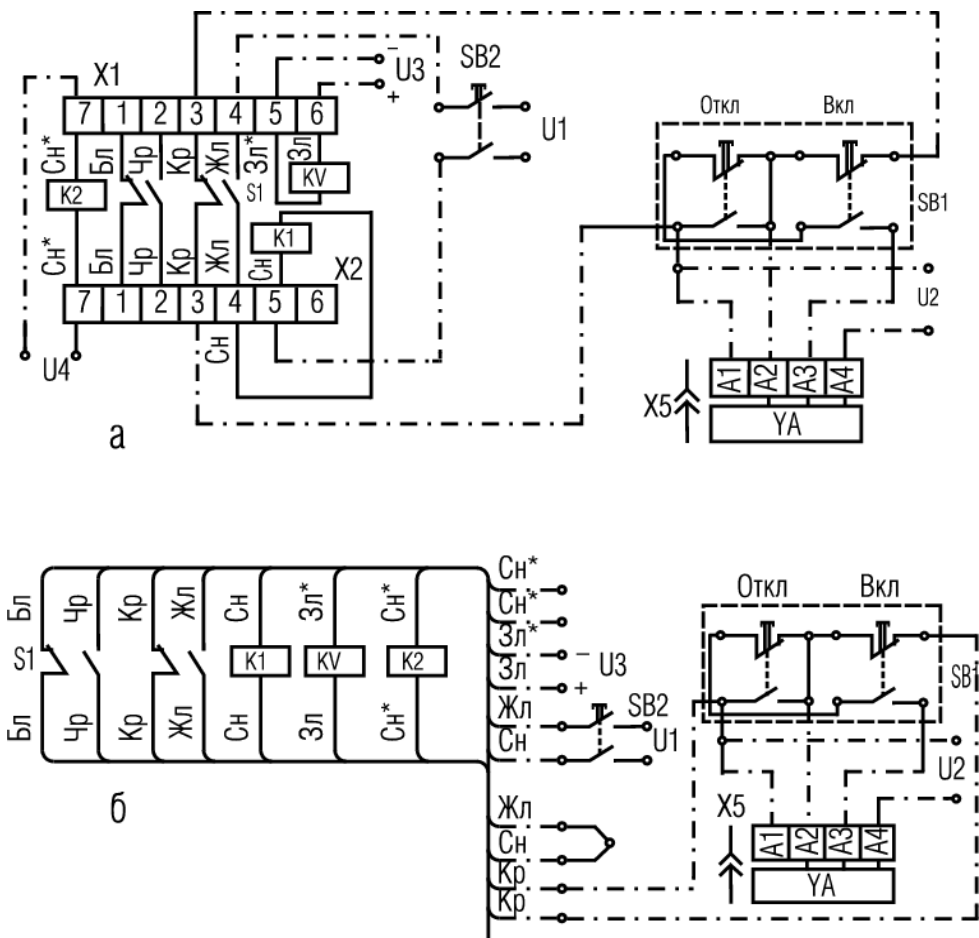 X1
U3
−
+
SB2
U1
Откл Вкл
SB1
7 1 2 3 4 5 6
Сн* Бл Чр Кр Жл Зл* Зл
K2 S1 KV
K1
Сн* Бл Чр Кр Жл Сн
X2
7 1 2 3 4 5 6
U4
Сн
U2
A1 A2 A3 A4
X5
YA
а
Бл Чр Кр Жл Сн Зл* Сн*
S1 K1 KV K2
Бл Чр Кр Жл Сн Зл Сн*
Сн*
Сн*
Зл* −
U3
Зл +
Жл SB2
Сн U1
Жл
Сн
Кр
Кр
Откл Вкл
SB1
U2
X5
A1 A2 A3 A4
YA
б